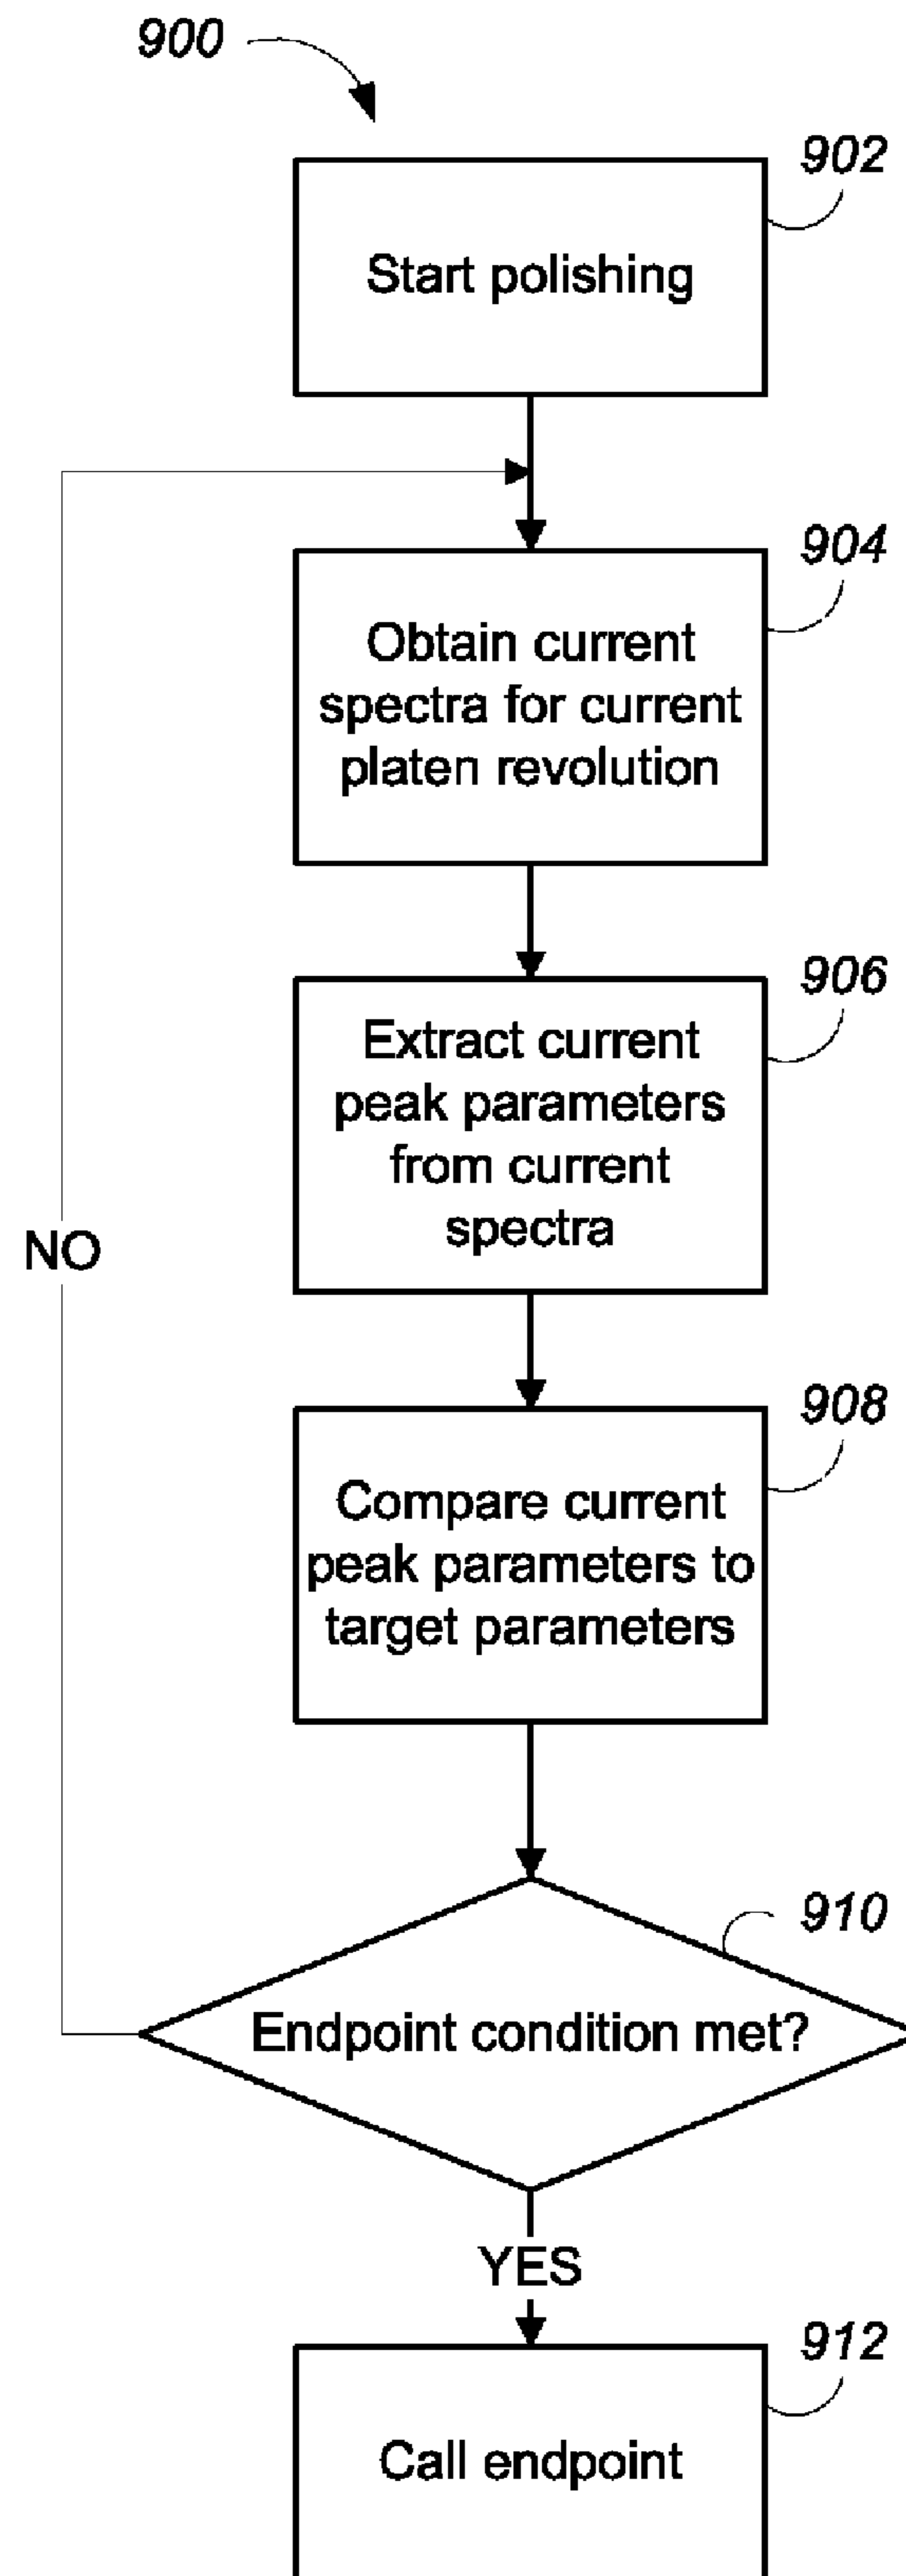 900
902
Start polishing
904
Obtain current
spectra for current
platen revolution
906
Extract current
peak parameters
from current
spectra
NO
908
Compare current
peak parameters to
target parameters
910
Endpoint condition met?
YES
912
Call endpoint